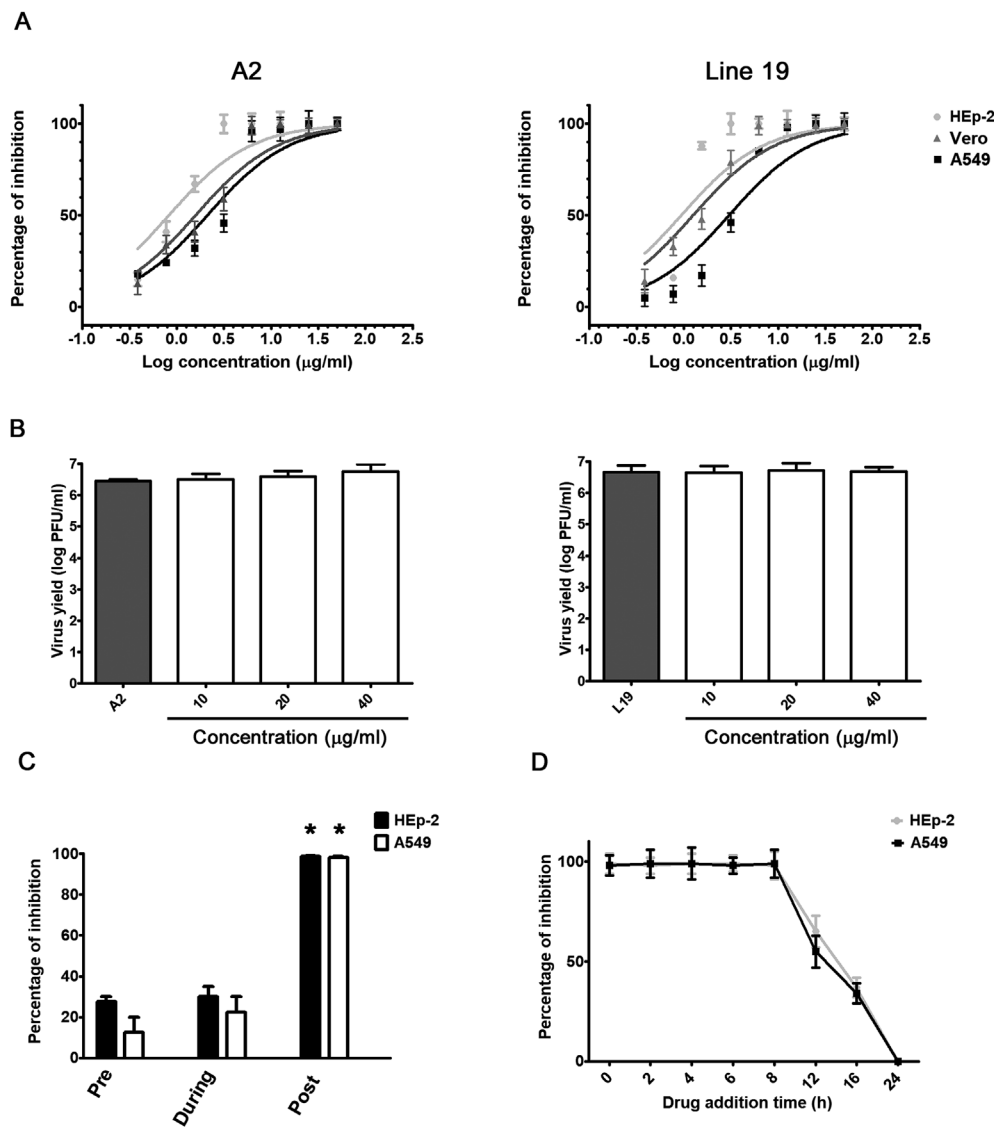 A
A2
Line 19
Percentage of inhibition
100
50
0
-1.0 -0.5 0.0 0.5 1.0 1.5 2.0 2.5
Log concentration (μg/ml)
Percentage of inhibition
100
50
0
-1.0 -0.5 0.0 0.5 1.0 1.5 2.0 2.5
Log concentration (μg/ml)
HEp-2
Vero
A549
B
Virus yield (log PFU/ml)
7
6
5
4
3
2
1
0
A2 10 20 40
Concentration (μg/ml)
Virus yield (log PFU/ml)
7
6
5
4
3
2
1
0
L19 10 20 40
Concentration (μg/ml)
C
HEp-2
A549
Percentage of inhibition
100
80
60
40
20
0
* *
Pre During Post
D
HEp-2
A549
Percentage of inhibition
100
50
0
0 2 4 6 8 12 16 24
Drug addition time (h)